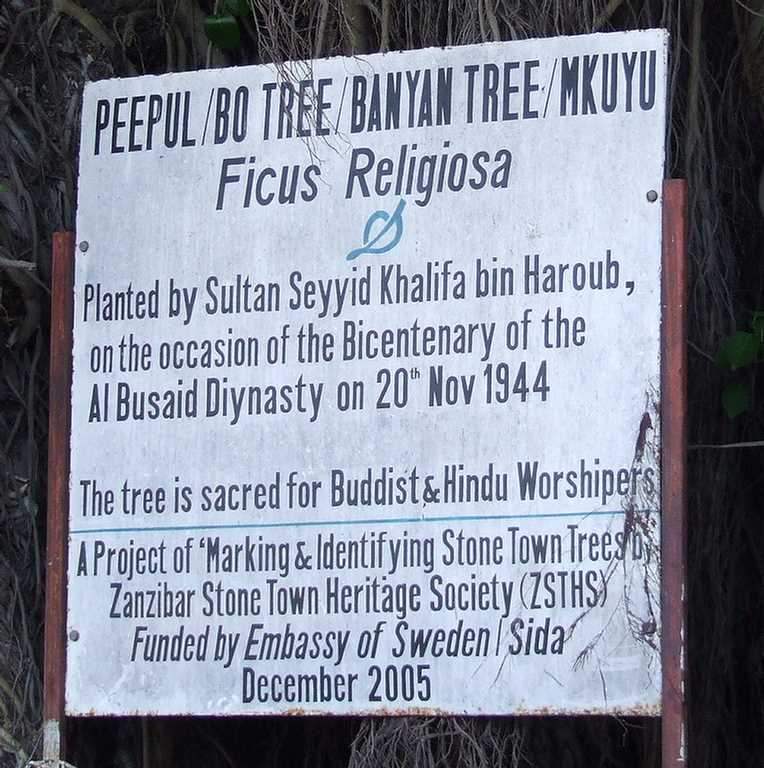 PEEPUL/BO TREE/BANYAN TREE/MKUYU
Ficus Religiosa
Planted by Sultan Seyyid Khalifa bin Haroub,
on the occasion of the Bicentenary of the
Al Busaid Diynasty on 20th Nov 1944
The tree is sacred for Buddist & Hindu Worshipers
A Project of 'Marking & Identifying Stone Town Trees by
Zanzibar Stone Town Heritage Society (ZSTHS)
Funded by Embassy of Sweden/Sida
December 2005